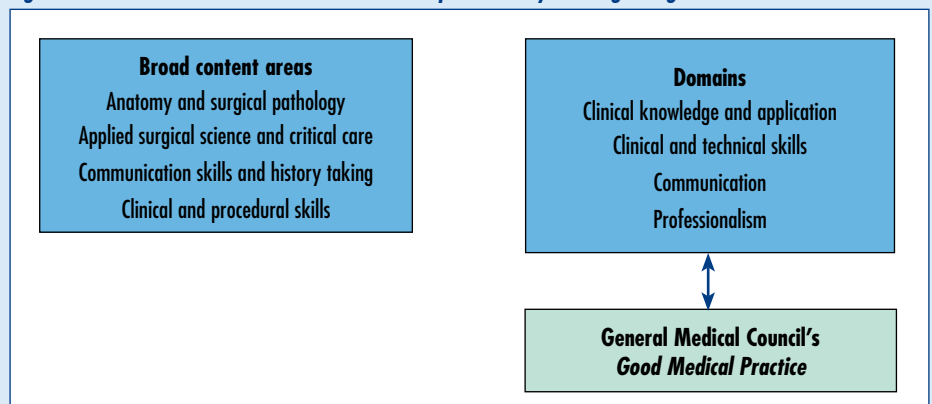 Broad content areas
Anatomy and surgical pathology
Applied surgical science and critical care
Communication skills and history taking
Clinical and procedural skills
Domains
Clinical knowledge and application
Clinical and technical skills
Communication
Professionalism
General Medical Council's
Good Medical Practice